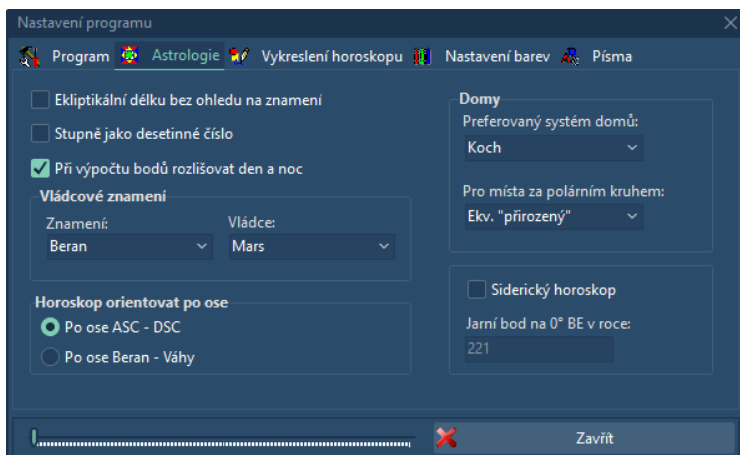 Nastavení programu
Program Astrologie Vykreslení horoskopu Nastavení barev Písma
Ekliptikální délku bez ohledu na znamení
Stupně jako desetinné číslo
Při výpočtu bodů rozlišovat den a noc
Vládcové znamení
Znamení: Vládce:
Beran Mars
Horoskop orientovat po ose
Po ose ASC - DSC
Po ose Beran - Váhy
Domy
Preferovaný systém domů:
Koch
Pro místa za polárním kruhem:
Ekv. "přirozený"
Siderický horoskop
Jarní bod na 0° BE v roce:
221
Zavřít